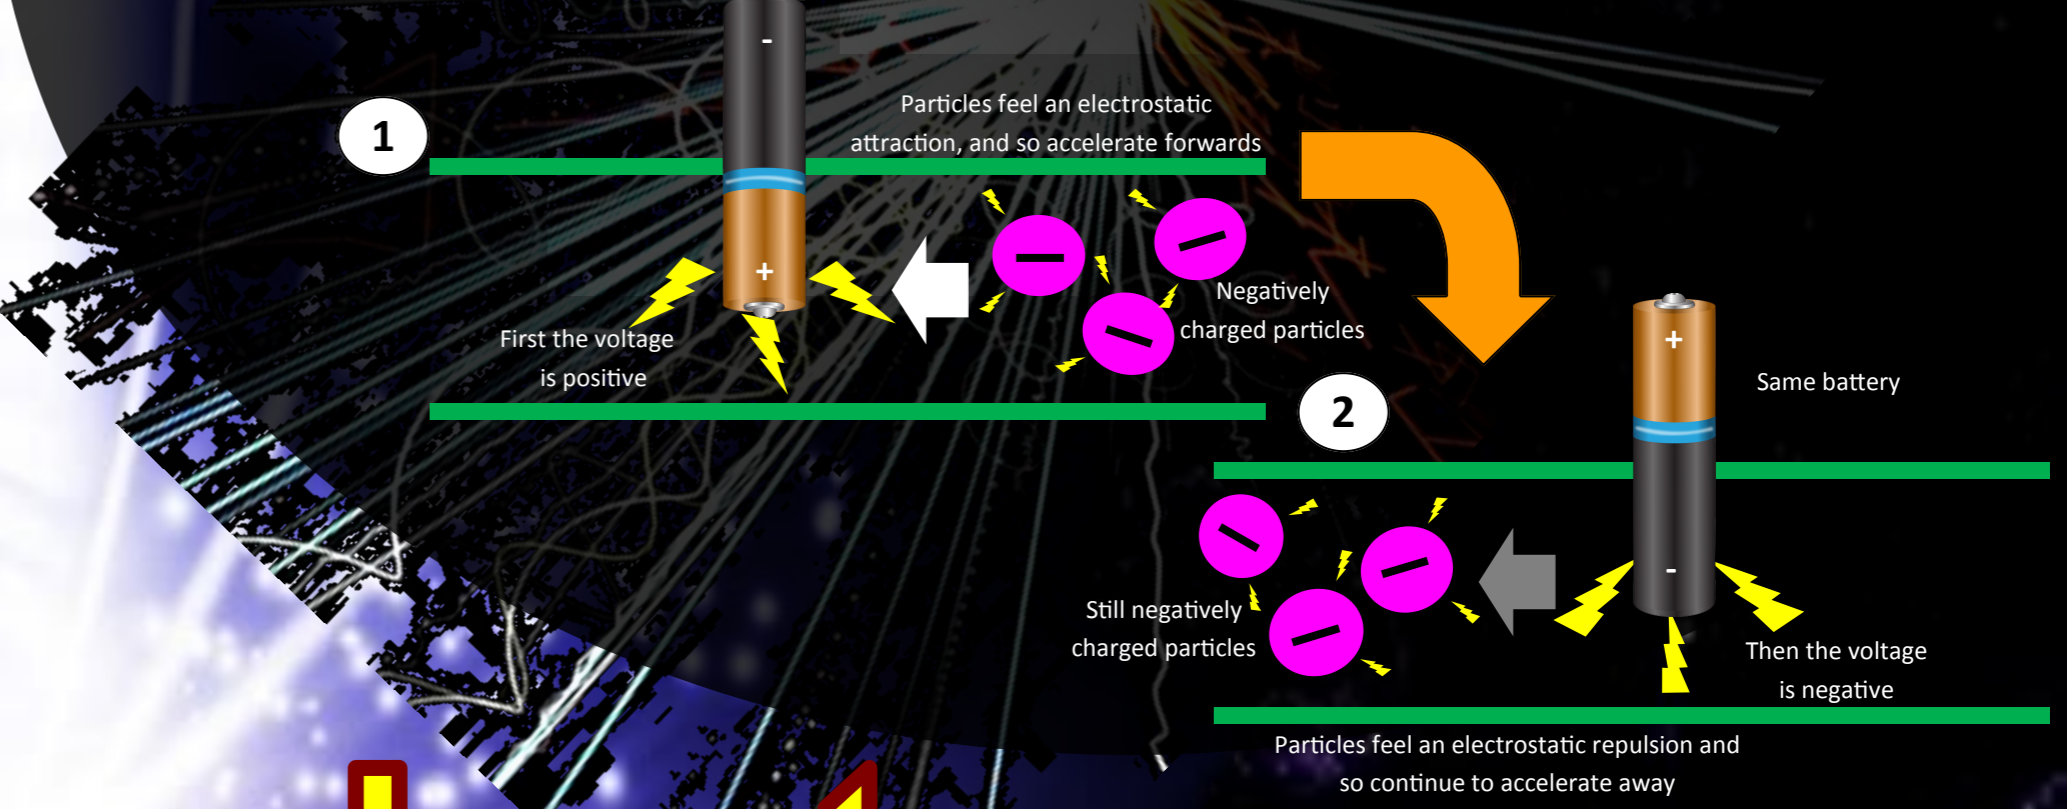 -
1
Particles feel an electrostatic
attraction, and so accelerate forwards
+
First the voltage
is positive
Negatively
charged particles
+
Same battery
2
-
Still negatively
charged particles
Then the voltage
is negative
Particles feel an electrostatic repulsion and
so continue to accelerate away